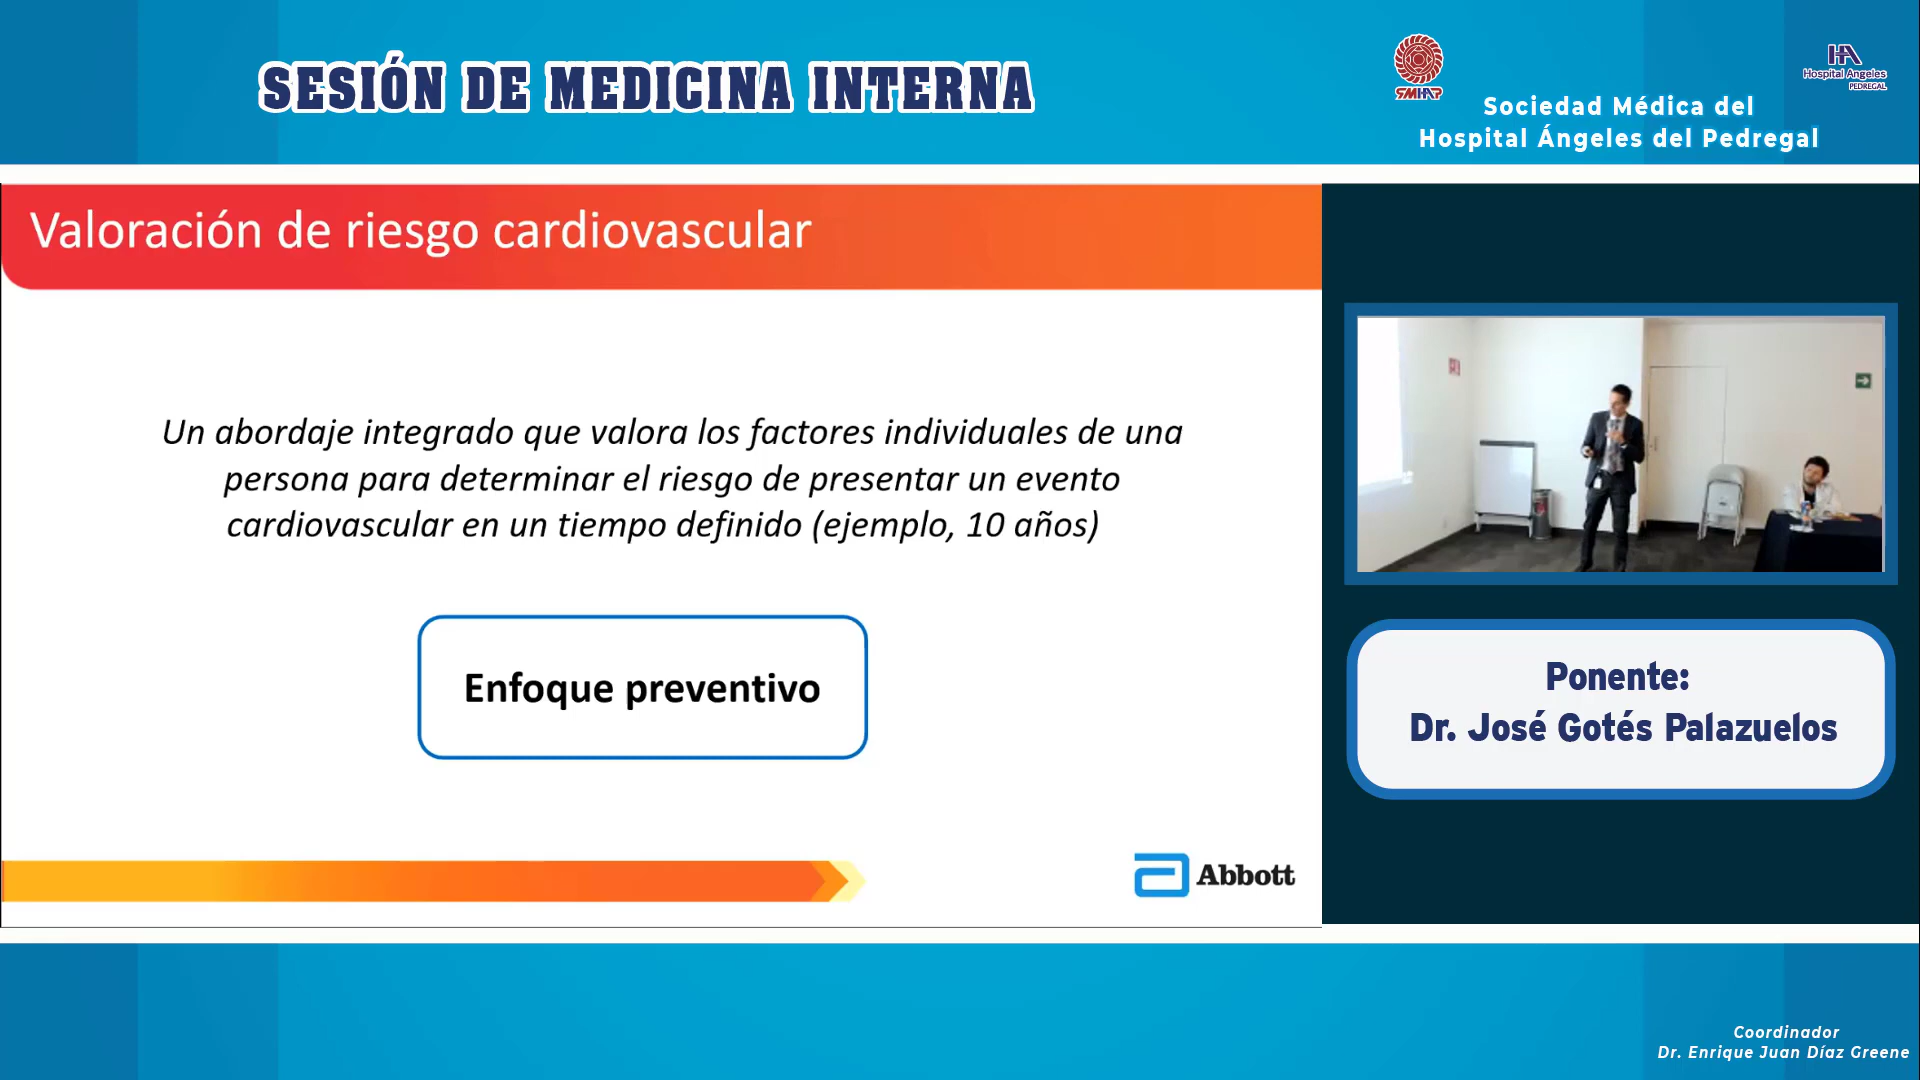 SESIÓN DE MEDICINA INTERNA
SMHAP
Sociedad Médica del
Hospital Ángeles del Pedregal
HA
Hospital Angeles
PEDREGAL
Valoración de riesgo cardiovascular
Un abordaje integrado que valora los factores individuales de una
persona para determinar el riesgo de presentar un evento
cardiovascular en un tiempo definido (ejemplo, 10 años)
Enfoque preventivo
Abbott
Ponente:
Dr. José Gotés Palazuelos
Coordinador
Dr. Enrique Juan Díaz Greene